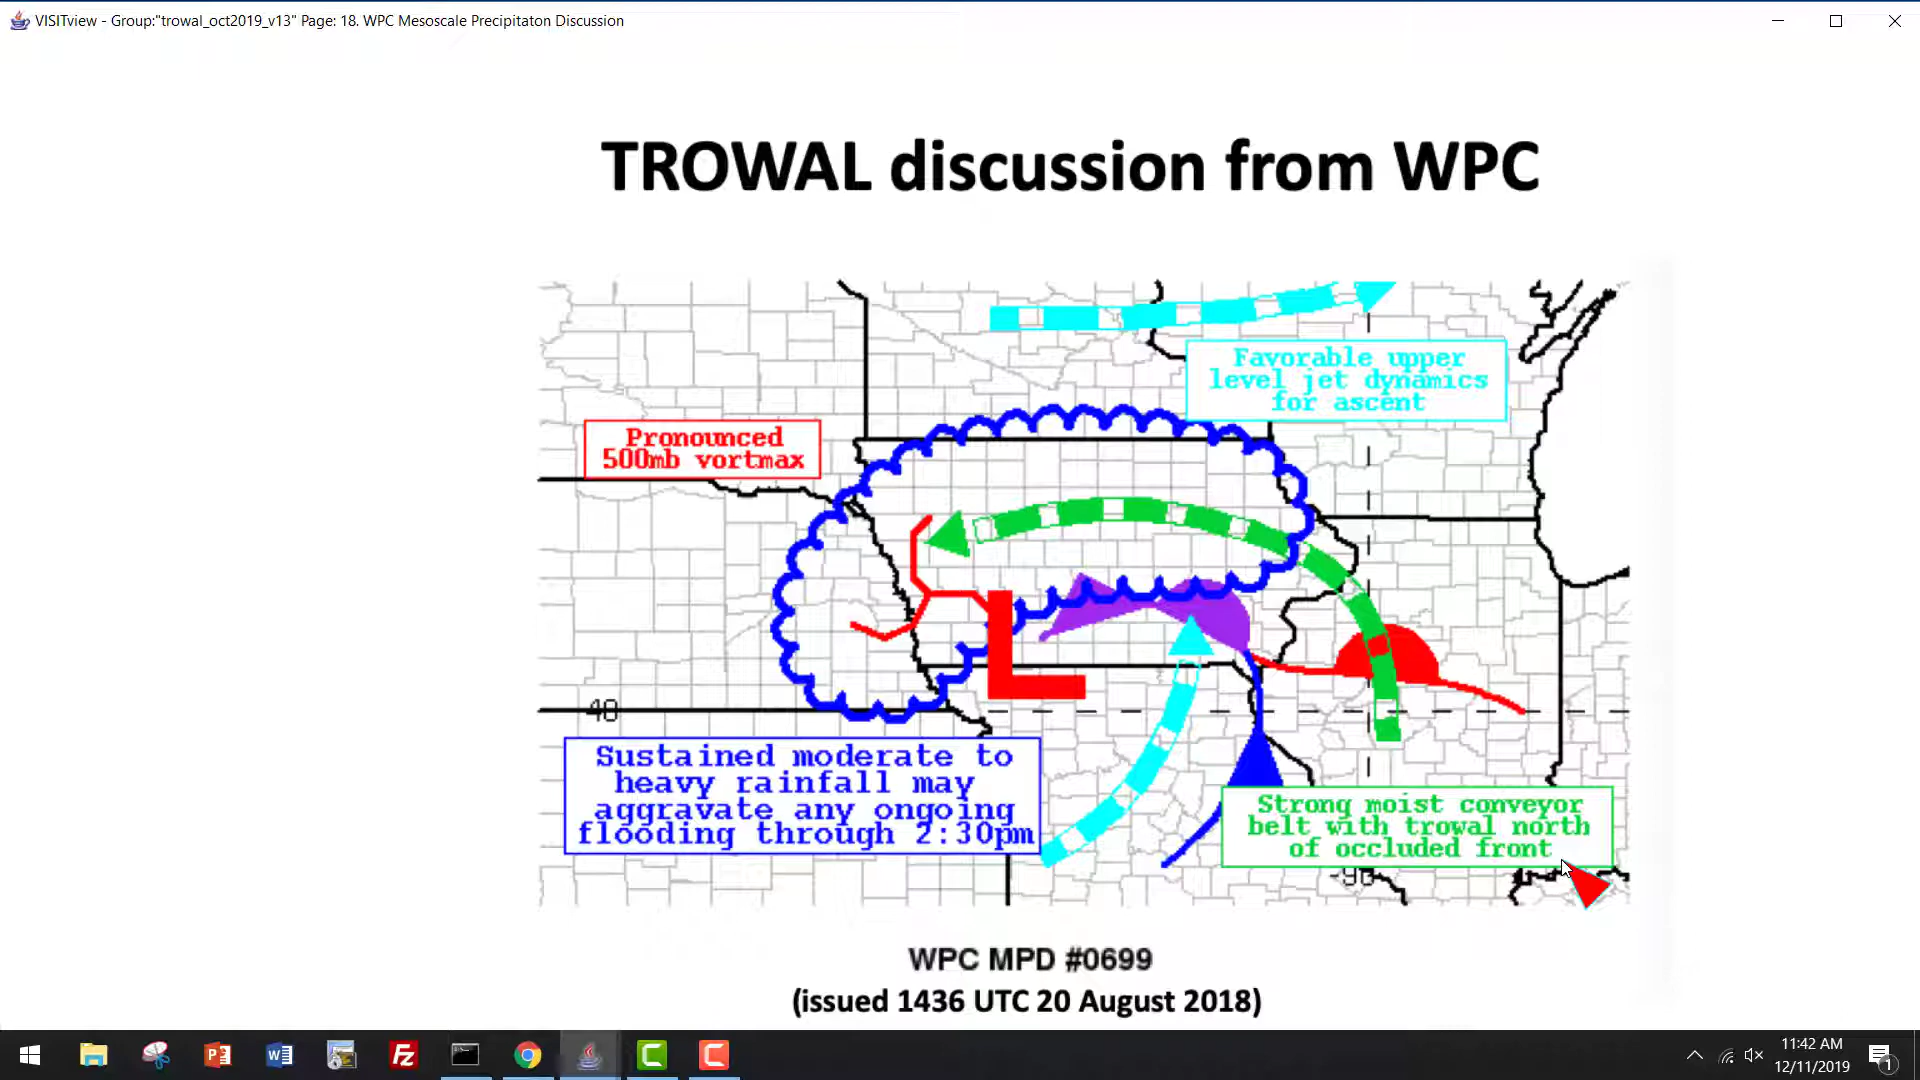 VISITview - Group:"trowal_oct2019_v13" Page: 18. WPC Mesoscale Precipitaton Discussion
TROWAL discussion from WPC
Favorable upper
level jet dynamics
for ascent
Pronounced
500mb vortmax
L
40
Sustained moderate to
heavy rainfall may
aggravate any ongoing
flooding through 2:30pm
Strong moist conveyor
belt with trowal north
of occluded front
-90
WPC MPD #0699
(issued 1436 UTC 20 August 2018)
11:42 AM
12/11/2019
1